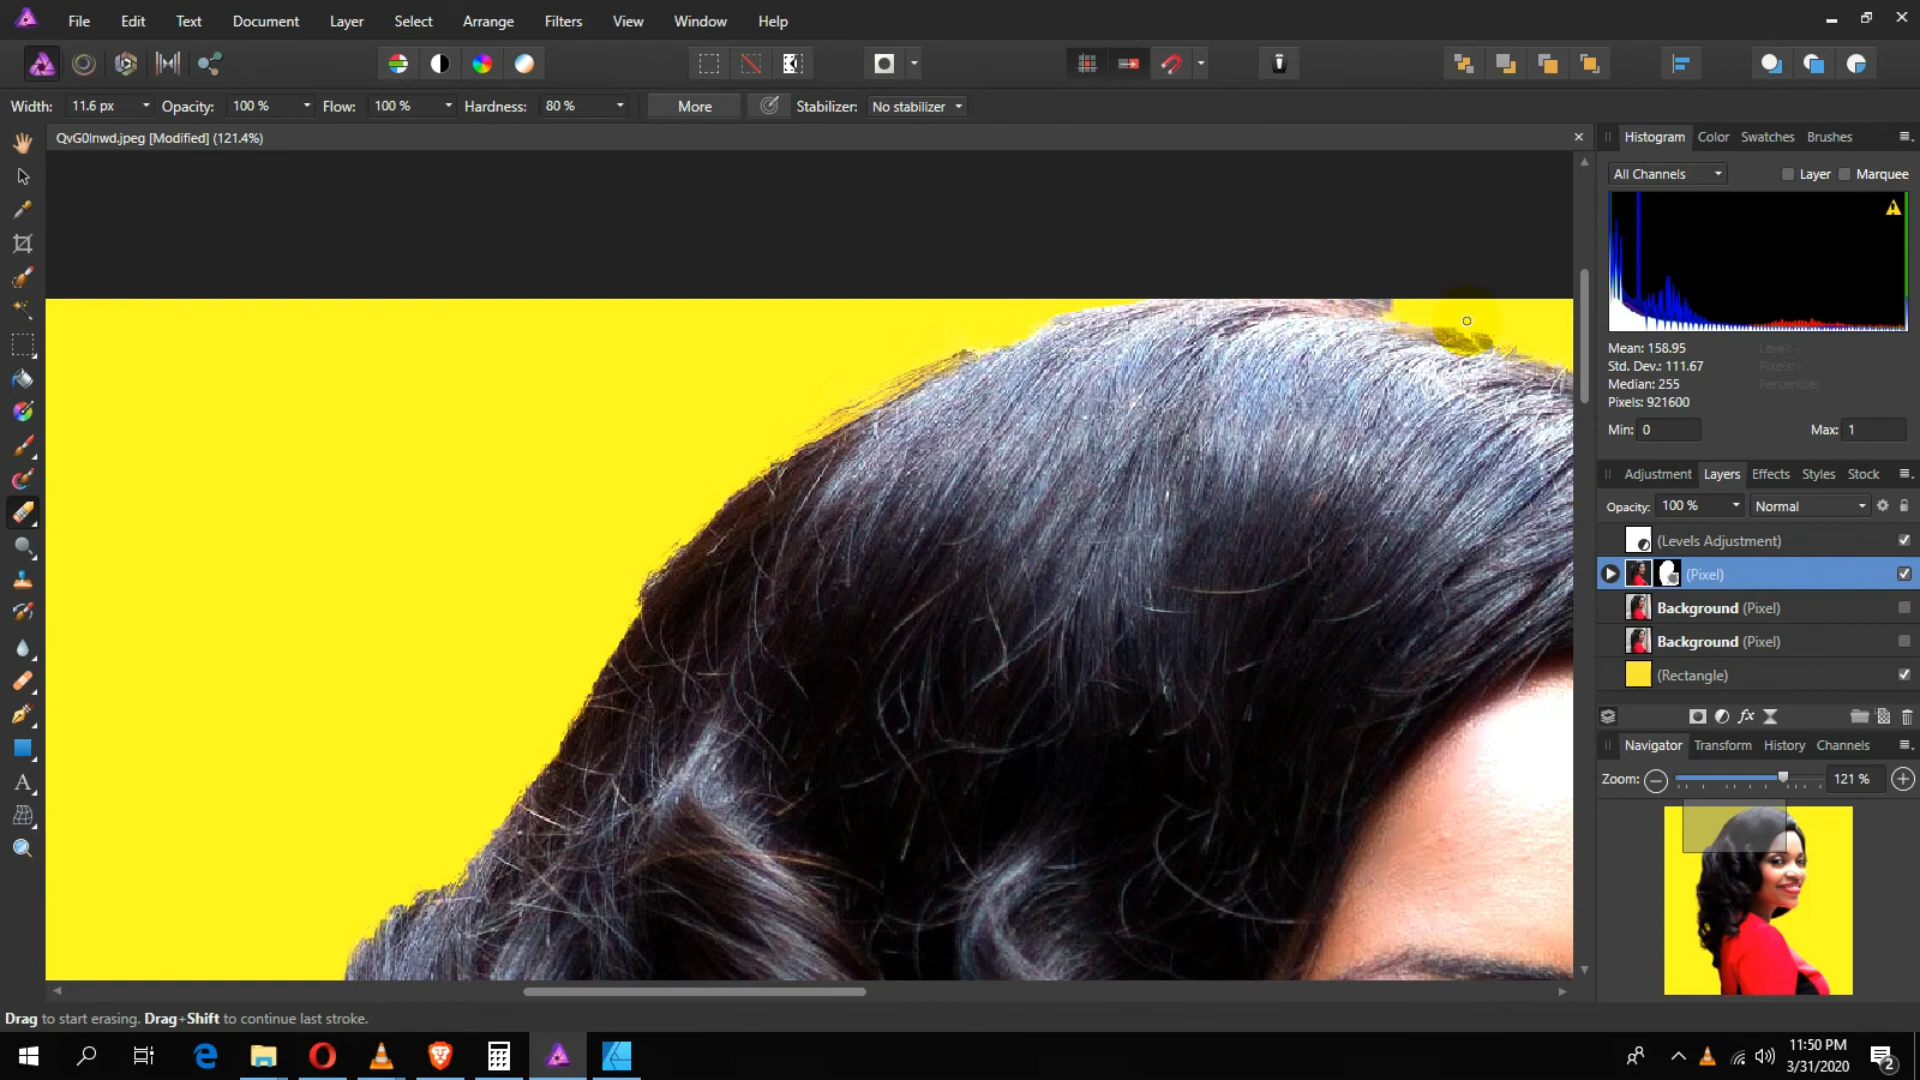 File Edit Text Document Layer Select Arrange Filters View Window Help
Width: 11.6 px Opacity: 100 % Flow: 100 % Hardness: 80 % More Stabilizer: No stabilizer
QvG0lnwd.jpeg [Modified] (121.4%)
Histogram Color Swatches Brushes
All Channels Layer Marquee
Mean: 158.95 Level: -
Std. Dev.: 111.67 Pixels: -
Median: 255 Percentile: -
Pixels: 921600
Min: 0 Max: 1
Adjustment Layers Effects Styles Stock
Opacity: 100 % Normal
(Levels Adjustment)
(Pixel)
Background (Pixel)
Background (Pixel)
(Rectangle)
fx
Navigator Transform History Channels
Zoom: 121 %
Drag to start erasing. Drag+Shift to continue last stroke.
11:50 PM
3/31/2020
2